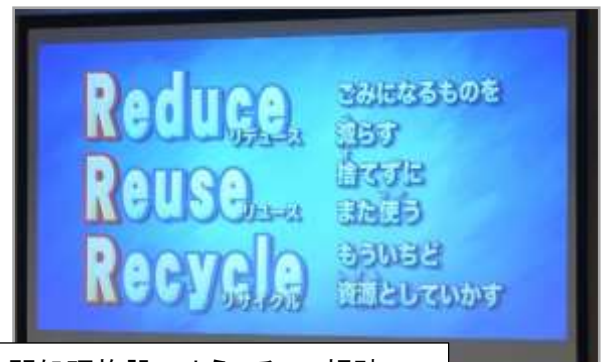 Reduce
リデュース
ごみになるものを
減らす
Reuse
リユース
捨てずに
また使う
Recycle
リサイクル
もういちど
資源としていかす